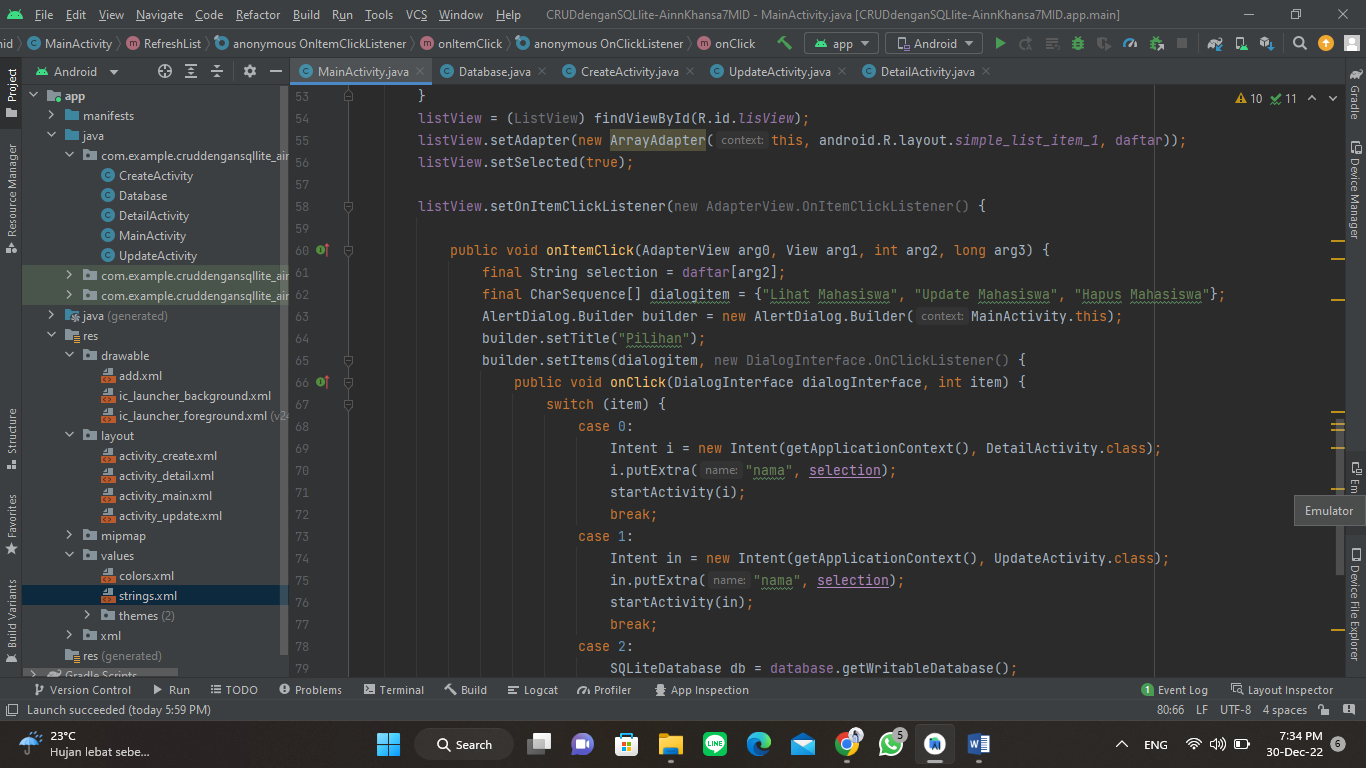 File Edit View Navigate Code Refactor Build Run Tools VCS Window Help CRUDdenganSQLlite-AinnKhansa7MID - MainActivity.java [CRUDdenganSQLlite-AinnKhansa7MID.app.main]
nid MainActivity RefreshList anonymous OnItemClickListener onItemClick anonymous OnClickListener onClick app Android
Android MainActivity.java Database.java CreateActivity.java UpdateActivity.java DetailActivity.java
Project
Resource Manager
Structure
Favorites
Build Variants
app
manifests
java
com.example.cruddengansqllite_ain
CreateActivity
Database
DetailActivity
MainActivity
UpdateActivity
com.example.cruddengansqllite_ain
com.example.cruddengansqllite_ain
java (generated)
res
drawable
add.xml
ic_launcher_background.xml
ic_launcher_foreground.xml (v24
layout
activity_create.xml
activity_detail.xml
activity_main.xml
activity_update.xml
mipmap
values
colors.xml
strings.xml
themes (2)
xml
res (generated)
Gradle Scripts
10 11
53 }
54 listView = (ListView) findViewById(R.id.lisView);
55 listView.setAdapter(new ArrayAdapter( context: this, android.R.layout.simple_list_item_1, daftar));
56 listView.setSelected(true);
57
58 listView.setOnItemClickListener(new AdapterView.OnItemClickListener() {
59
60 public void onItemClick(AdapterView arg0, View arg1, int arg2, long arg3) {
61 final String selection = daftar[arg2];
62 final CharSequence[] dialogitem = {"Lihat Mahasiswa", "Update Mahasiswa", "Hapus Mahasiswa"};
63 AlertDialog.Builder builder = new AlertDialog.Builder( context: MainActivity.this);
64 builder.setTitle("Pilihan");
65 builder.setItems(dialogitem, new DialogInterface.OnClickListener() {
66 public void onClick(DialogInterface dialogInterface, int item) {
67 switch (item) {
68 case 0:
69 Intent i = new Intent(getApplicationContext(), DetailActivity.class);
70 i.putExtra( name: "nama", selection);
71 startActivity(i);
72 break;
73 case 1:
74 Intent in = new Intent(getApplicationContext(), UpdateActivity.class);
75 in.putExtra( name: "nama", selection);
76 startActivity(in);
77 break;
78 case 2:
79 SQLiteDatabase db = database.getWritableDatabase();
Gradle
Device Manager
Em
Emulator
Device File Explorer
Version Control Run TODO Problems Terminal Build Logcat Profiler App Inspection 1 Event Log Layout Inspector
Launch succeeded (today 5:59 PM) 80:66 LF UTF-8 4 spaces
23°C
Hujan lebat sebe...
Search
LINE
5
W
ENG
7:34 PM
30-Dec-22
6